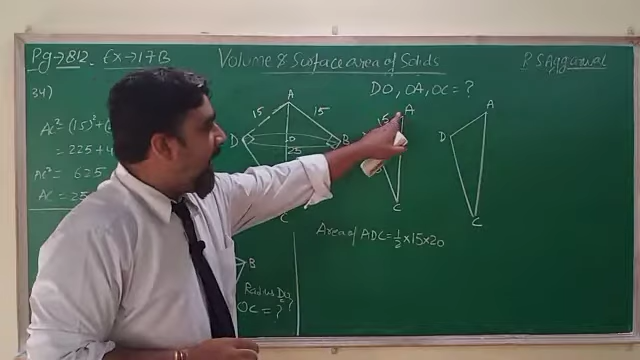 Pg→812 Ex→17B Volume & Surface area of Solids R S Aggarwal
34) DO, OA, OC = ?
A
15 15
15 A
A
D
B
D
AC² = (15)² + (
O
25
= 225 + 4
AC² = 625
AC = 25
C
C
C
Area of ADC = ½ × 15 × 20
B
Radius DO
OC = ?